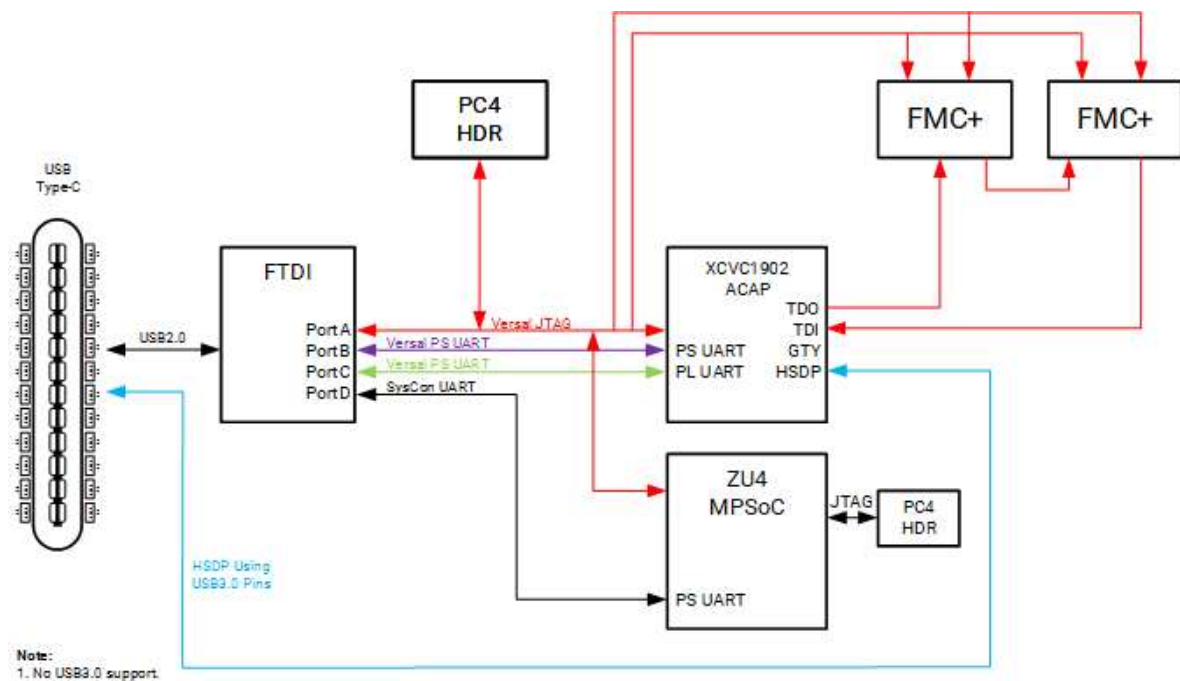 PC4
HDR
FMC+
FMC+
USB
Type-C
FTDI
XCVC1902
ACAP
TDO
Port A
Versal JTAG
TDI
USB2.0
Port B
Versal PS UART
PS UART
GTY
Port C
Versal PS UART
PL UART
HSDP
Port D
SysCon UART
ZU4
MPSoC
JTAG
PC4
HDR
HSDP Using
USB3.0 Pins
PS UART
Note:
1. No USB3.0 support.